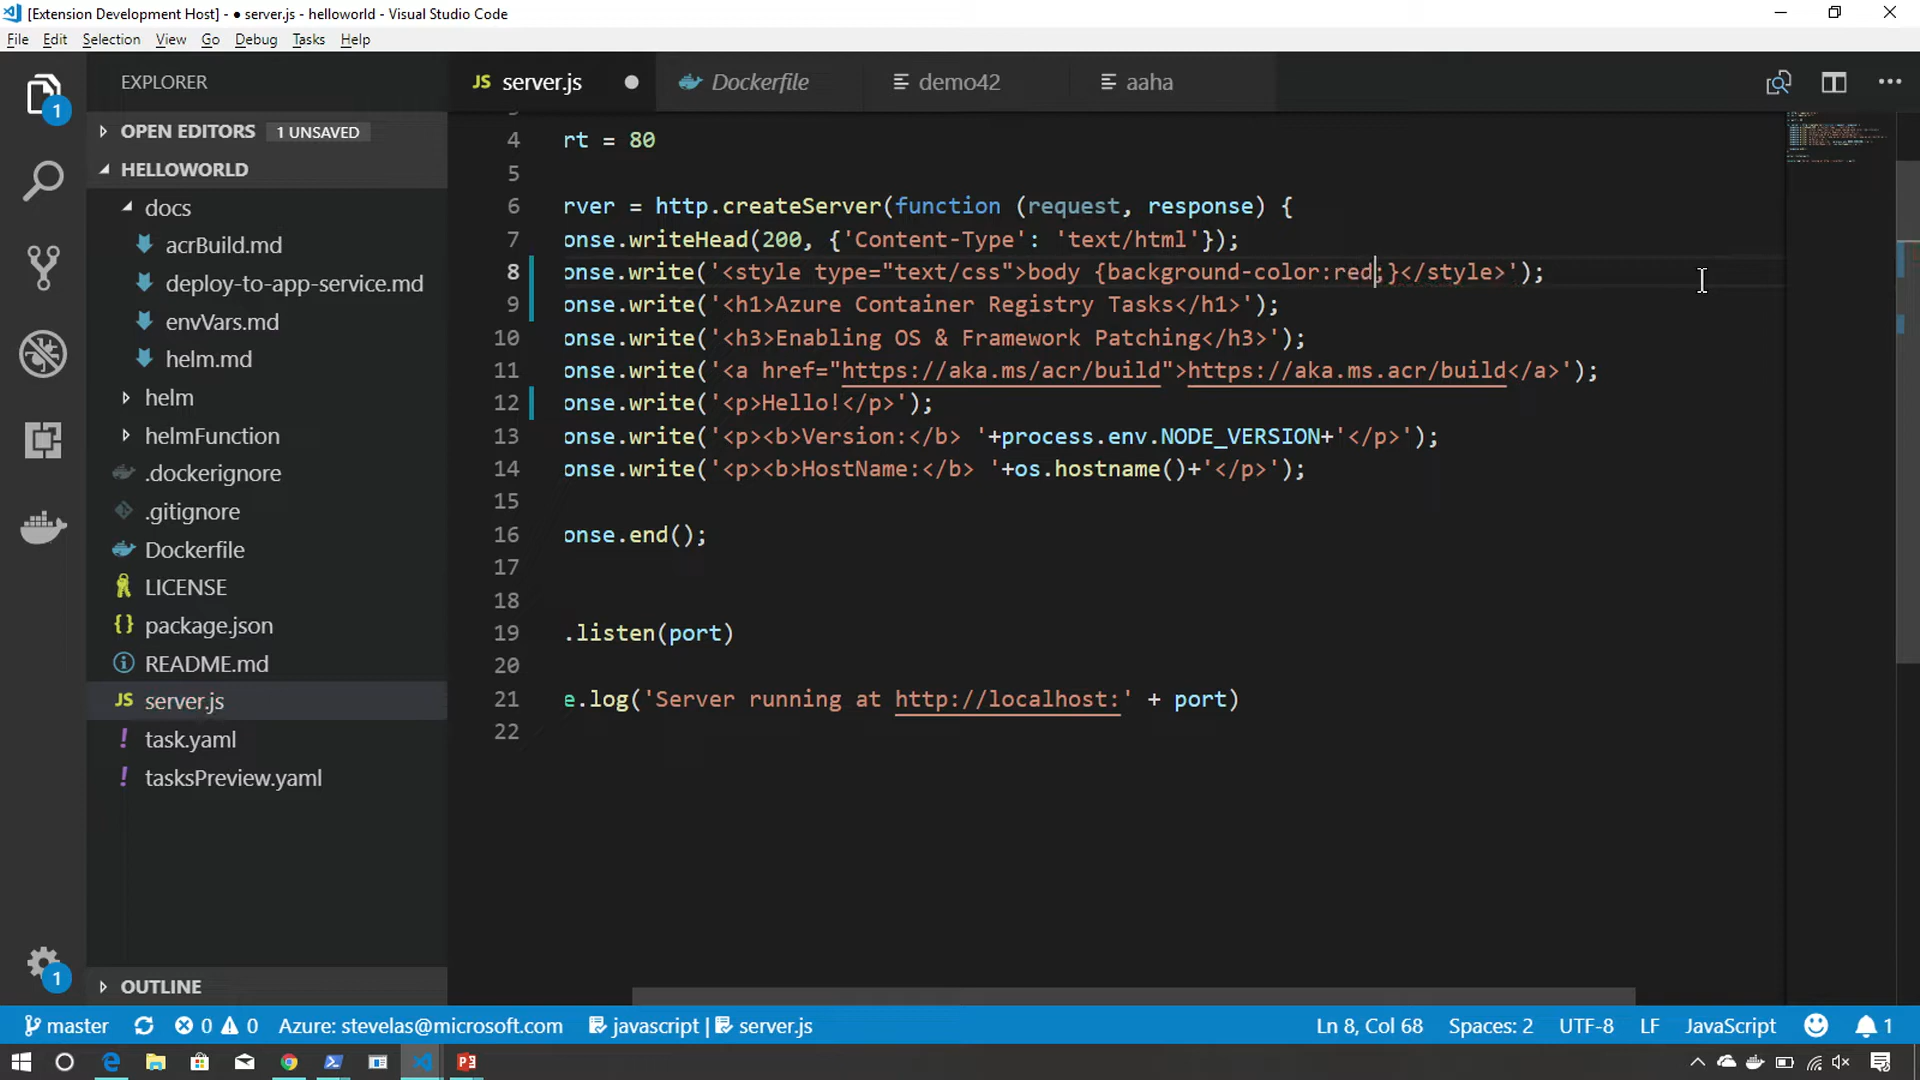 [Extension Development Host] - ● server.js - helloworld - Visual Studio Code
File Edit Selection View Go Debug Tasks Help
EXPLORER
OPEN EDITORS 1 UNSAVED
HELLOWORLD
docs
acrBuild.md
deploy-to-app-service.md
envVars.md
helm.md
helm
helmFunction
.dockerignore
.gitignore
Dockerfile
LICENSE
package.json
README.md
server.js
task.yaml
tasksPreview.yaml
OUTLINE
1
1
JS server.js ● Dockerfile demo42 aaha
4 rt = 80
5
6 rver = http.createServer(function (request, response) {
7 onse.writeHead(200, {'Content-Type': 'text/html'});
8 onse.write('<style type="text/css">body {background-color:red;}</style>');
9 onse.write('<h1>Azure Container Registry Tasks</h1>');
10 onse.write('<h3>Enabling OS & Framework Patching</h3>');
11 onse.write('<a href="https://aka.ms/acr/build">https://aka.ms.acr/build</a>');
12 onse.write('<p>Hello!</p>');
13 onse.write('<p><b>Version:</b> '+process.env.NODE_VERSION+'</p>');
14 onse.write('<p><b>HostName:</b> '+os.hostname()+'</p>');
15
16 onse.end();
17
18
19 .listen(port)
20
21 e.log('Server running at http://localhost:' + port)
22
master 0 0 Azure: stevelas@microsoft.com javascript | server.js Ln 8, Col 68 Spaces: 2 UTF-8 LF JavaScript 1